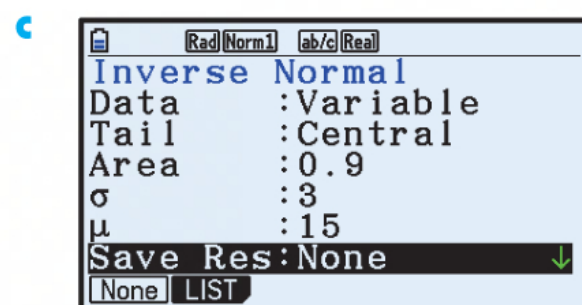 c
Rad Norm1 ab/c Real
Inverse Normal
Data :Variable
Tail :Central
Area :0.9
σ :3
μ :15
Save Res:None ↓
None LIST